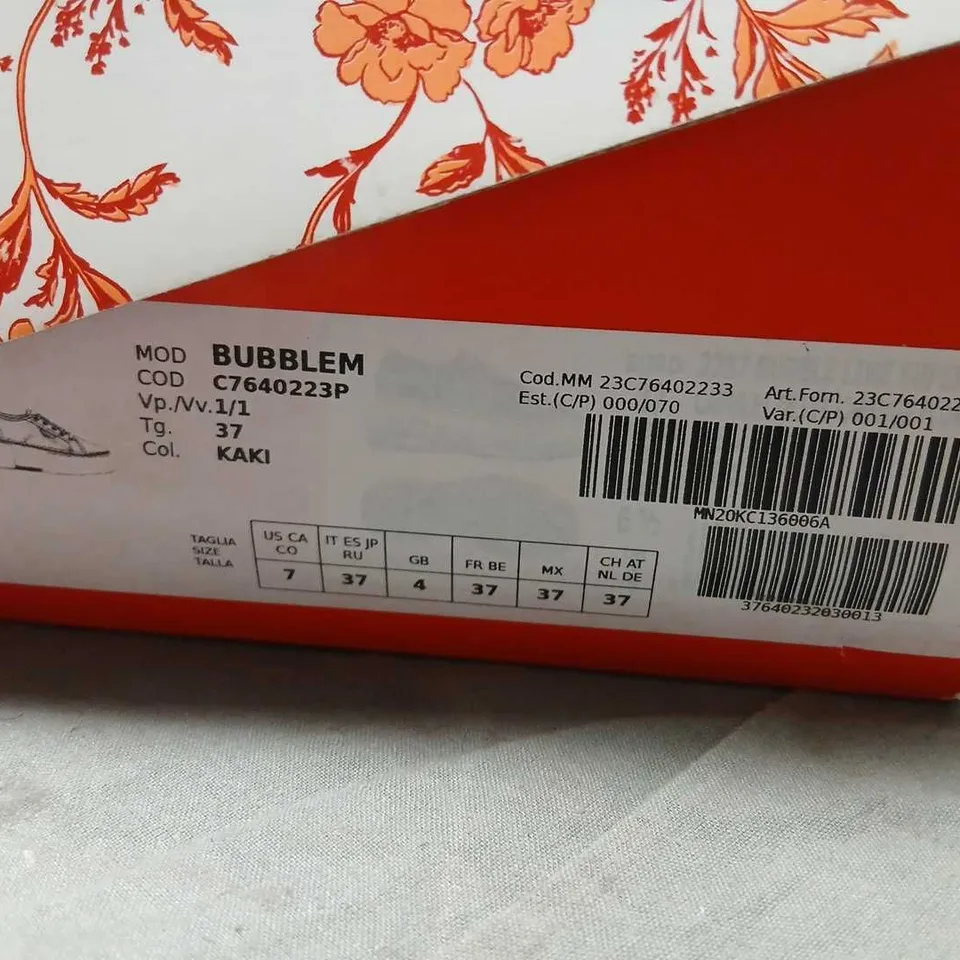 MOD BUBBLEM
COD C7640223P
Vp./Vv. 1/1
Tg. 37
Col. KAKI
Cod.MM 23C76402233 Art.Forn. 23C764022
Est.(C/P) 000/070 Var.(C/P) 001/001
MN20KC136006A
37640232030013
TAGLIA
SIZE
TALLA
US CA CO IT ES JP RU GB FR BE MX CH AT NL DE
7 37 4 37 37 37